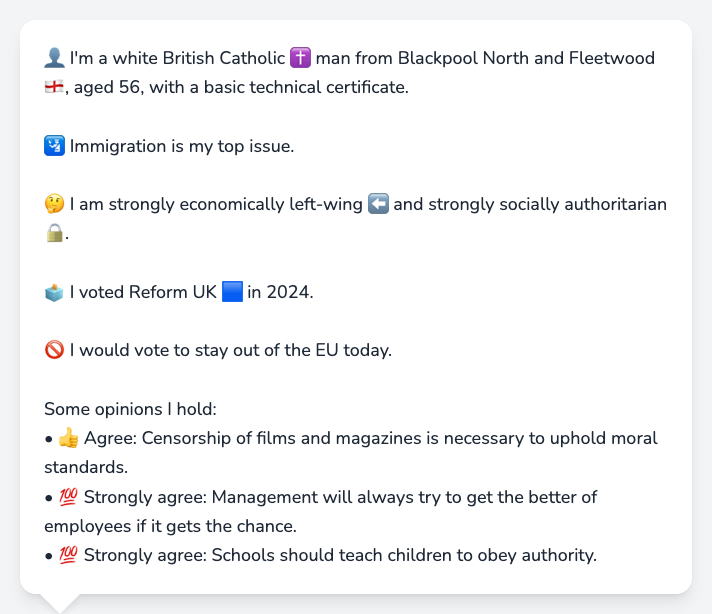 👤 I'm a white British Catholic ✝️ man from Blackpool North and Fleetwood
🏴󠁧󠁢󠁥󠁮󠁧󠁿, aged 56, with a basic technical certificate.
🛂 Immigration is my top issue.
🤔 I am strongly economically left-wing ⬅️ and strongly socially authoritarian
🔒.
🗳️ I voted Reform UK 🟦 in 2024.
🚫 I would vote to stay out of the EU today.
Some opinions I hold:
• 👍 Agree: Censorship of films and magazines is necessary to uphold moral
standards.
• 💯 Strongly agree: Management will always try to get the better of
employees if it gets the chance.
• 💯 Strongly agree: Schools should teach children to obey authority.